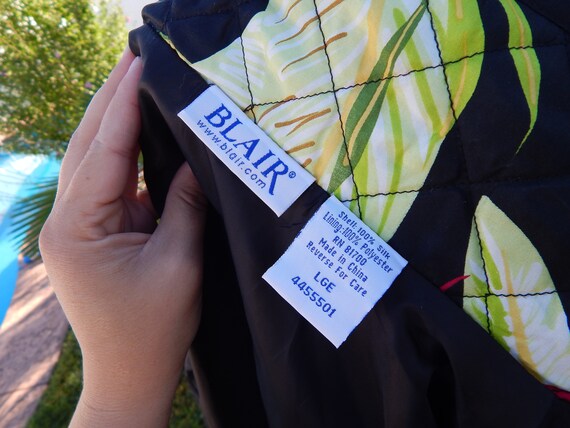 BLAIR®
www.blair.com
Shell: 100% Silk
Lining: 100% Polyester
RN 81700
Made in China
Reverse For Care
LGE
4455501